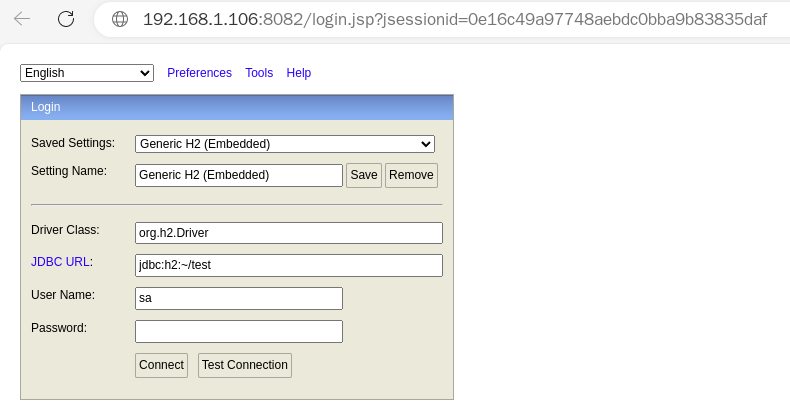 192.168.1.106:8082/login.jsp?jsessionid=0e16c49a97748aebdc0bba9b83835daf
English Preferences Tools Help
Login
Saved Settings: Generic H2 (Embedded)
Setting Name: Generic H2 (Embedded) Save Remove
Driver Class: org.h2.Driver
JDBC URL: jdbc:h2:~/test
User Name: sa
Password:
Connect Test Connection